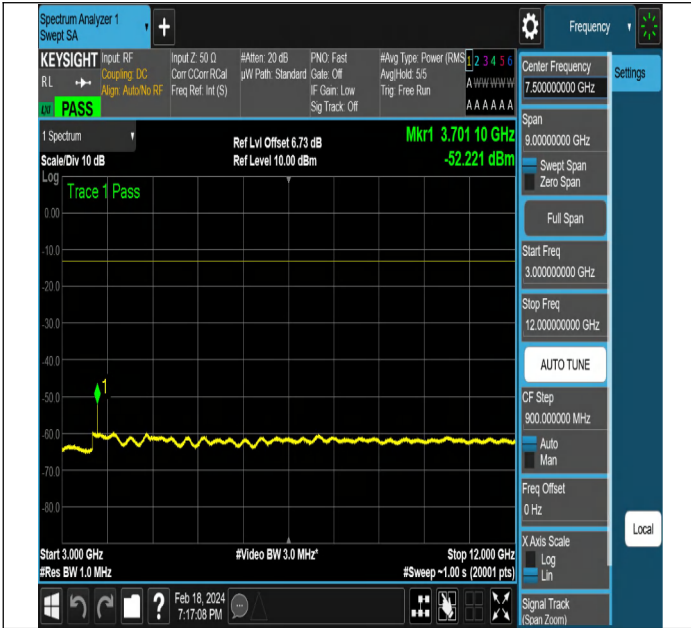 Spectrum Analyzer 1
Swept SA
+
Frequency
KEYSIGHT
RL
LXI
PASS
Input: RF
Coupling: DC
Align: Auto/No RF
Input Z: 50 Ω
Corr CCorr RCal
Freq Ref: Int (S)
#Atten: 20 dB
µW Path: Standard
PNO: Fast
Gate: Off
IF Gain: Low
Sig Track: Off
#Avg Type: Power (RMS
Avg|Hold: 5/5
Trig: Free Run
1 2 3 4 5 6
A W W W W W
A A A A A A
Center Frequency
7.500000000 GHz
Settings
Span
9.00000000 GHz
Swept Span
Zero Span
Full Span
Start Freq
3.000000000 GHz
Stop Freq
12.000000000 GHz
AUTO TUNE
CF Step
900.000000 MHz
Auto
Man
Freq Offset
0 Hz
X Axis Scale
Log
Lin
Signal Track
(Span Zoom)
Local
1 Spectrum
Scale/Div 10 dB
Ref Lvl Offset 6.73 dB
Ref Level 10.00 dBm
Mkr1 3.701 10 GHz
-52.221 dBm
Log
Trace 1 Pass
0.00
-10.0
-20.0
-30.0
-40.0
-50.0
-60.0
-70.0
-80.0
1
Start 3.000 GHz
#Res BW 1.0 MHz
#Video BW 3.0 MHz*
Stop 12.000 GHz
#Sweep ~1.00 s (20001 pts)
?
Feb 18, 2024
7:17:08 PM